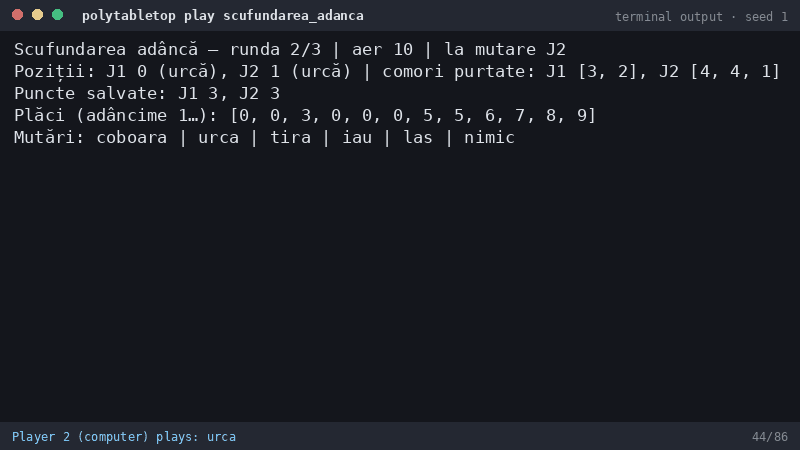 polytabletop play scufundarea_adanca
terminal output · seed 1
Scufundarea adâncă — runda 2/3 | aer 10 | la mutare J2
Poziții: J1 0 (urcă), J2 1 (urcă) | comori purtate: J1 [3, 2], J2 [4, 4, 1]
Puncte salvate: J1 3, J2 3
Plăci (adâncime 1…): [0, 0, 3, 0, 0, 0, 5, 5, 6, 7, 8, 9]
Mutări: coboara | urca | tira | iau | las | nimic
Player 2 (computer) plays: urca
44/86